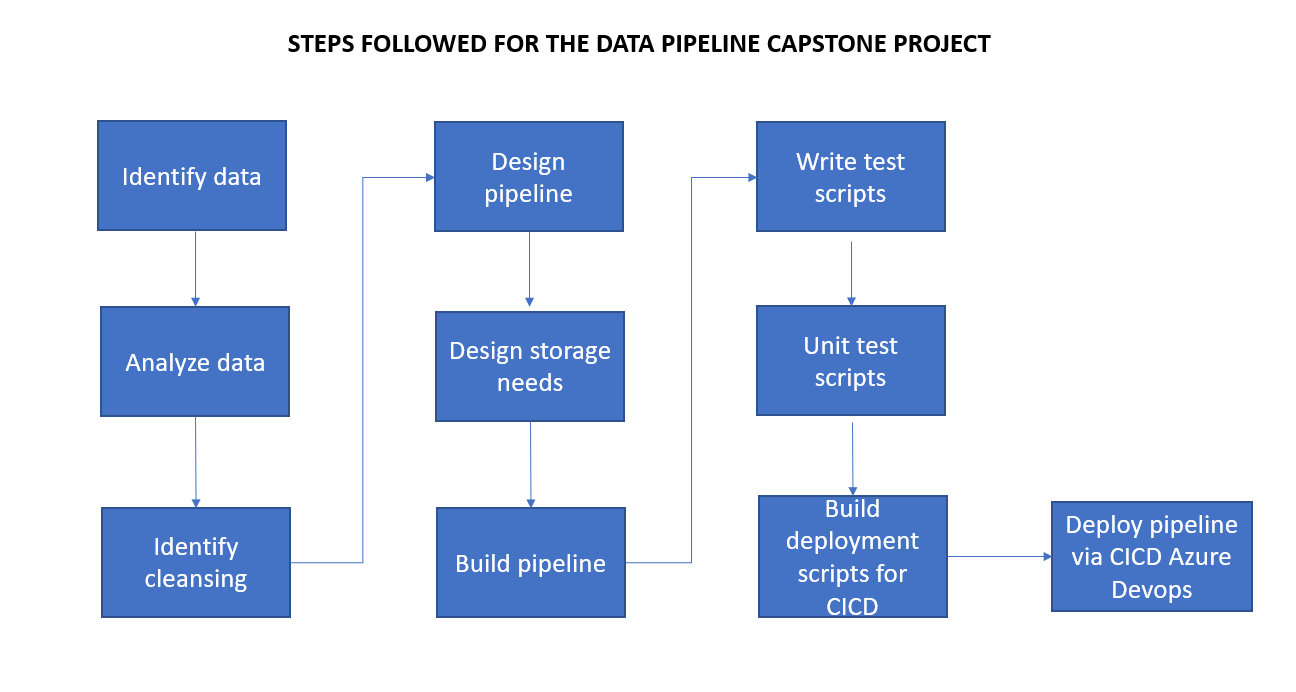 STEPS FOLLOWED FOR THE DATA PIPELINE CAPSTONE PROJECT
Identify data
Analyze data
Identify
cleansing
Design
pipeline
Design storage
needs
Build pipeline
Write test
scripts
Unit test
scripts
Build
deployment
scripts for
CICD
Deploy pipeline
via CICD Azure
Devops